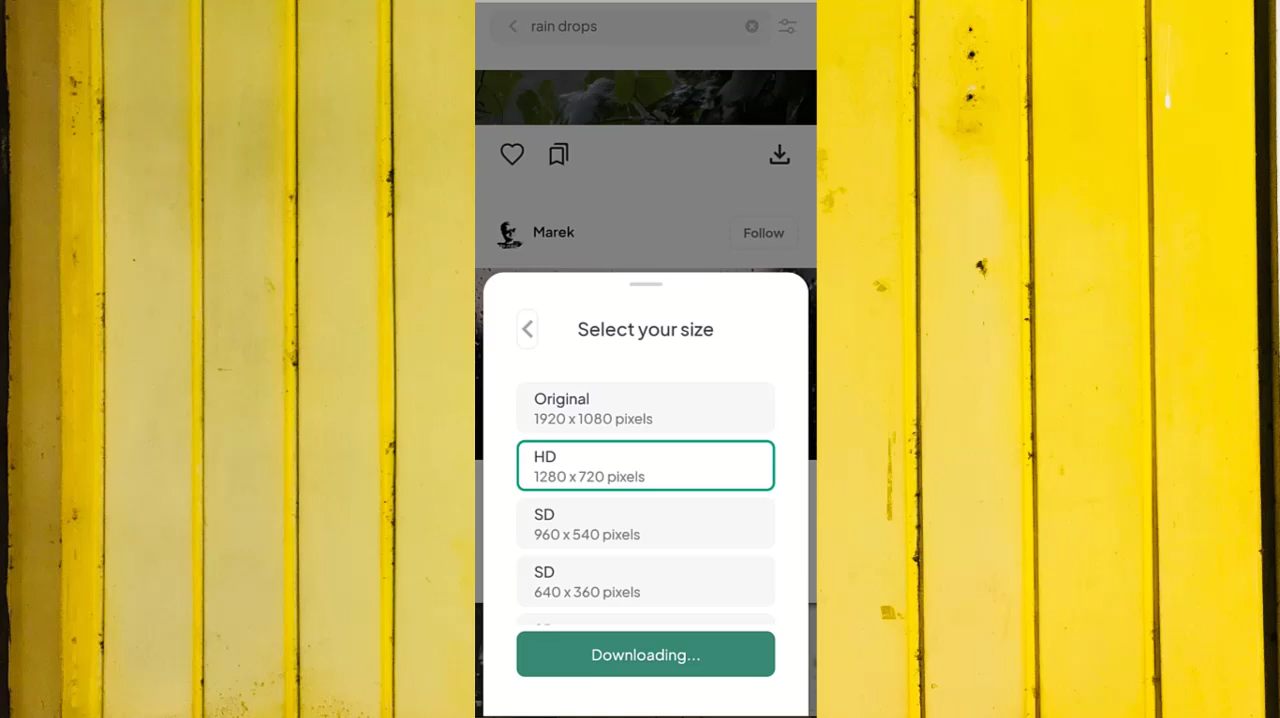 rain drops
Marek
Follow
Select your size
Original
1920 x 1080 pixels
HD
1280 x 720 pixels
SD
960 x 540 pixels
SD
640 x 360 pixels
Downloading...